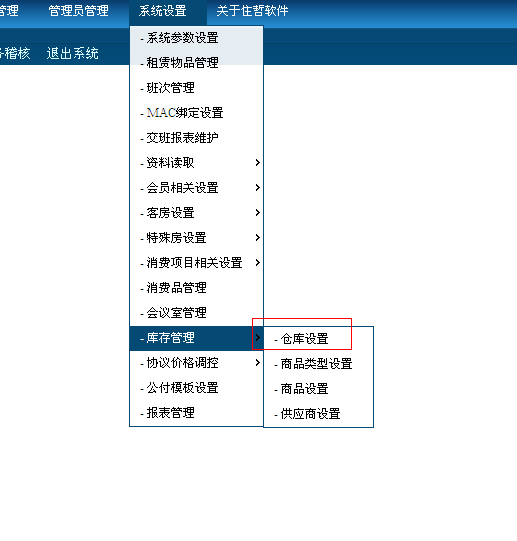 管理 管理员管理 系统设置 关于住哲软件
务稽核 退出系统
- 系统参数设置
- 租赁物品管理
- 班次管理
- MAC绑定设置
- 交班报表维护
- 资料读取
- 会员相关设置
- 客房设置
- 特殊房设置
- 消费项目相关设置
- 消费品管理
- 会议室管理
- 库存管理
- 仓库设置
- 商品类型设置
- 商品设置
- 供应商设置
- 协议价格调控
- 公付模板设置
- 报表管理